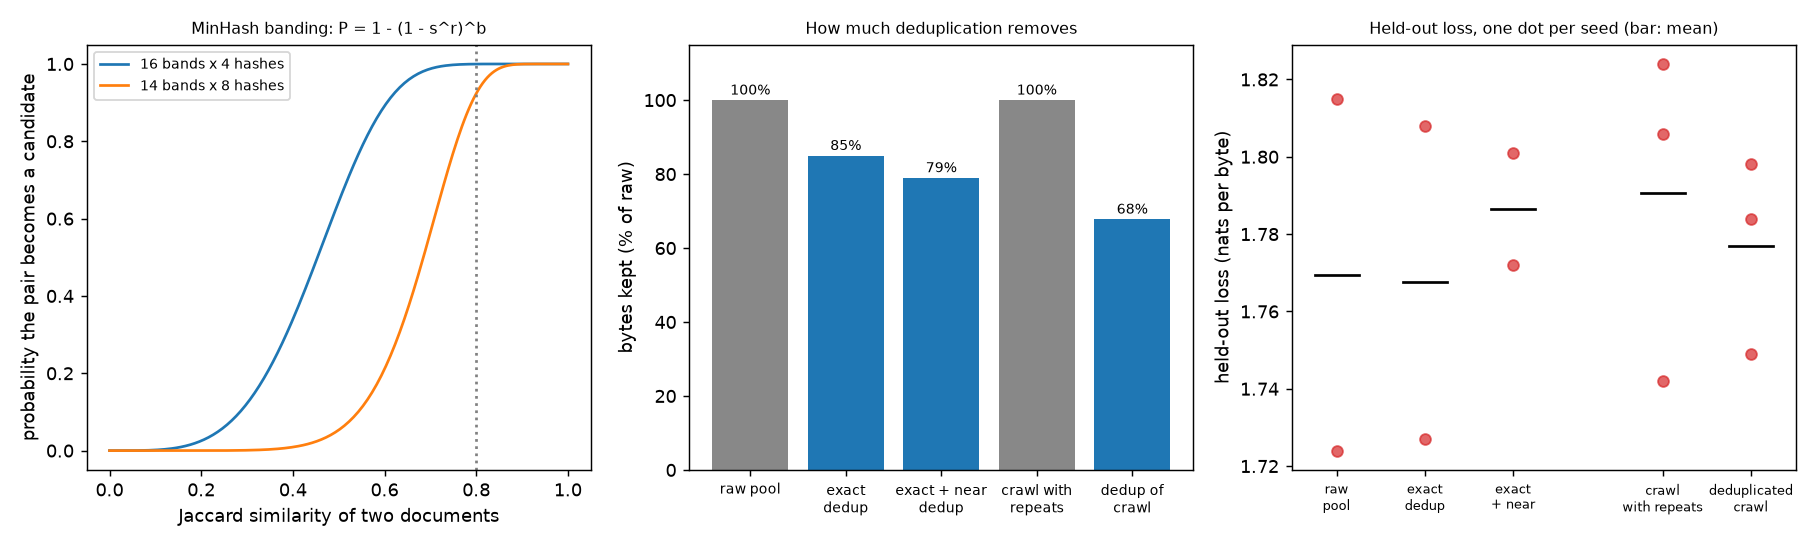 MinHash banding: P = 1 - (1 - s^r)^b
probability the pair becomes a candidate
1.0
0.8
0.6
0.4
0.2
0.0
16 bands x 4 hashes
14 bands x 8 hashes
0.0 0.2 0.4 0.6 0.8 1.0
Jaccard similarity of two documents
How much deduplication removes
bytes kept (% of raw)
100
80
60
40
20
0
100%
85%
79%
100%
68%
raw pool
exact
dedup
exact + near
dedup
crawl with
repeats
dedup of
crawl
Held-out loss, one dot per seed (bar: mean)
held-out loss (nats per byte)
1.82
1.80
1.78
1.76
1.74
1.72
raw
pool
exact
dedup
exact
+ near
crawl
with repeats
deduplicated
crawl